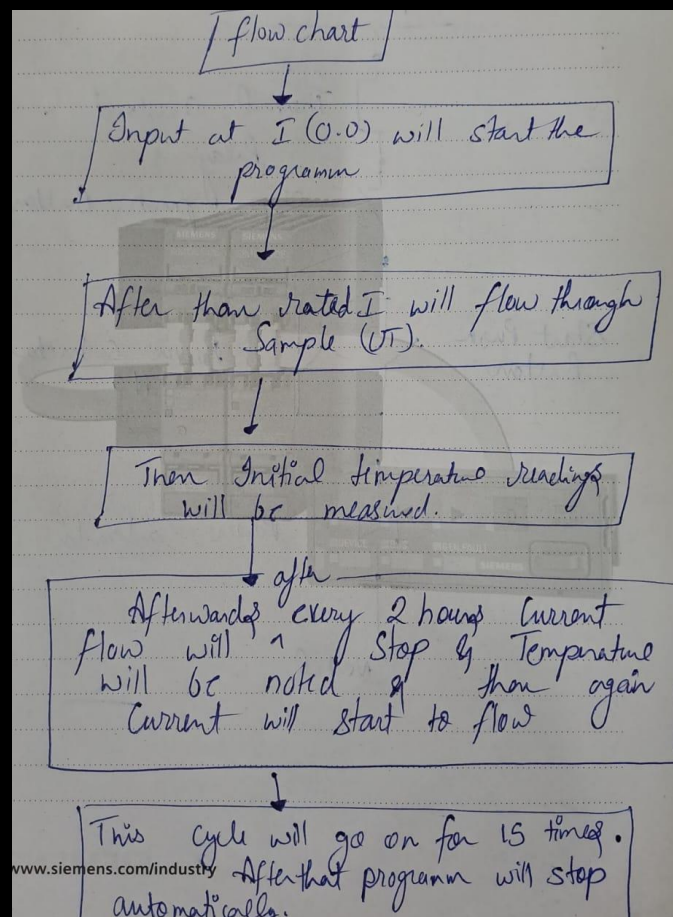 flow chart
Input at I (0.0) will start the
programm
After than rated I will flow through
Sample (UT).
Then Initial temperature readings
will be measured.
after
Afterwards every 2 hours Current
flow will ^ stop & Temperature
will be noted & then again
Current will start to flow
This cycle will go on for 15 times.
www.siemens.com/industry After that programm will stop
automatically.
SIEMENS SIEMENS
SIEMENS